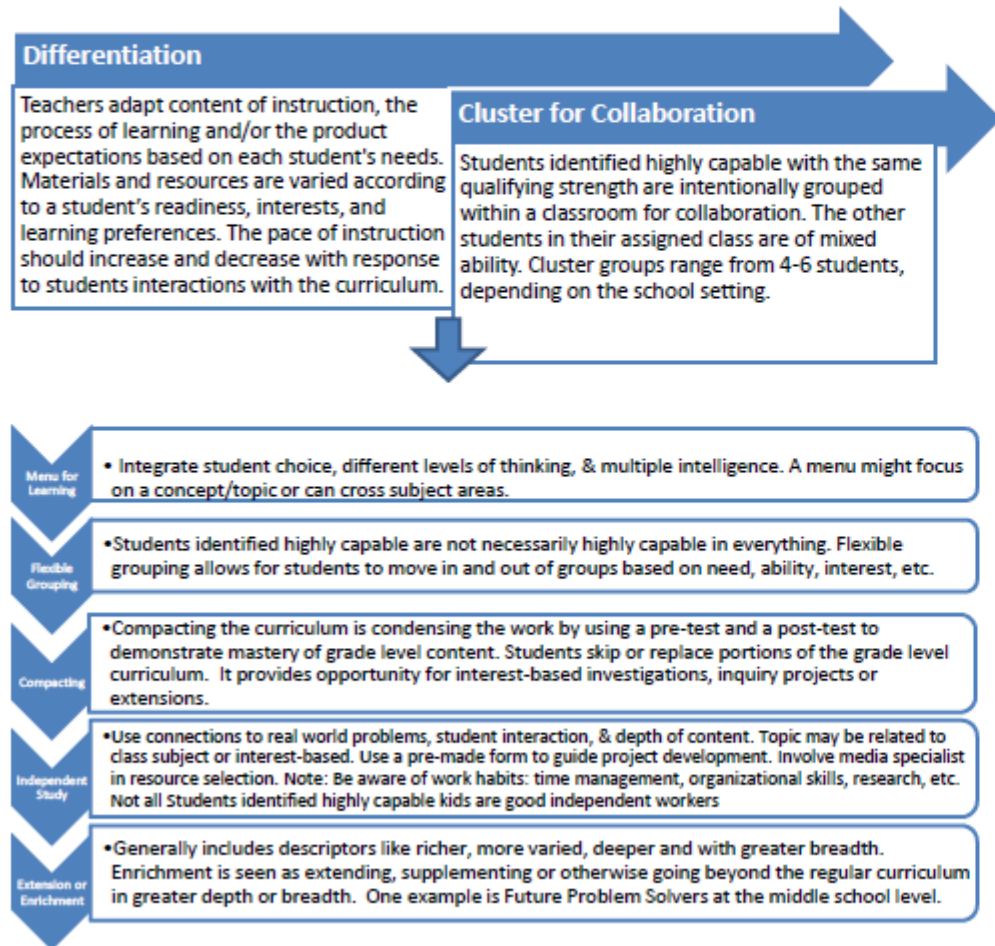 Differentiation
Teachers adapt content of instruction, the
process of learning and/or the product
expectations based on each student's needs.
Materials and resources are varied according
to a student's readiness, interests, and
learning preferences. The pace of instruction
should increase and decrease with response
to students interactions with the curriculum.
Cluster for Collaboration
Students identified highly capable with the same
qualifying strength are intentionally grouped
within a classroom for collaboration. The other
students in their assigned class are of mixed
ability. Cluster groups range from 4-6 students,
depending on the school setting.
Menu for
Learning
• Integrate student choice, different levels of thinking, & multiple intelligence. A menu might focus
on a concept/topic or can cross subject areas.
Flexible
Grouping
•Students identified highly capable are not necessarily highly capable in everything. Flexible
grouping allows for students to move in and out of groups based on need, ability, interest, etc.
Compacting
•Compacting the curriculum is condensing the work by using a pre-test and a post-test to
demonstrate mastery of grade level content. Students skip or replace portions of the grade level
curriculum. It provides opportunity for interest-based investigations, inquiry projects or
extensions.
Independent
Study
•Use connections to real world problems, student interaction, & depth of content. Topic may be related to
class subject or interest-based. Use a pre-made form to guide project development. Involve media specialist
in resource selection. Note: Be aware of work habits: time management, organizational skills, research, etc.
Not all Students identified highly capable kids are good independent workers
Extension or
Enrichment
•Generally includes descriptors like richer, more varied, deeper and with greater breadth.
Enrichment is seen as extending, supplementing or otherwise going beyond the regular curriculum
in greater depth or breadth. One example is Future Problem Solvers at the middle school level.